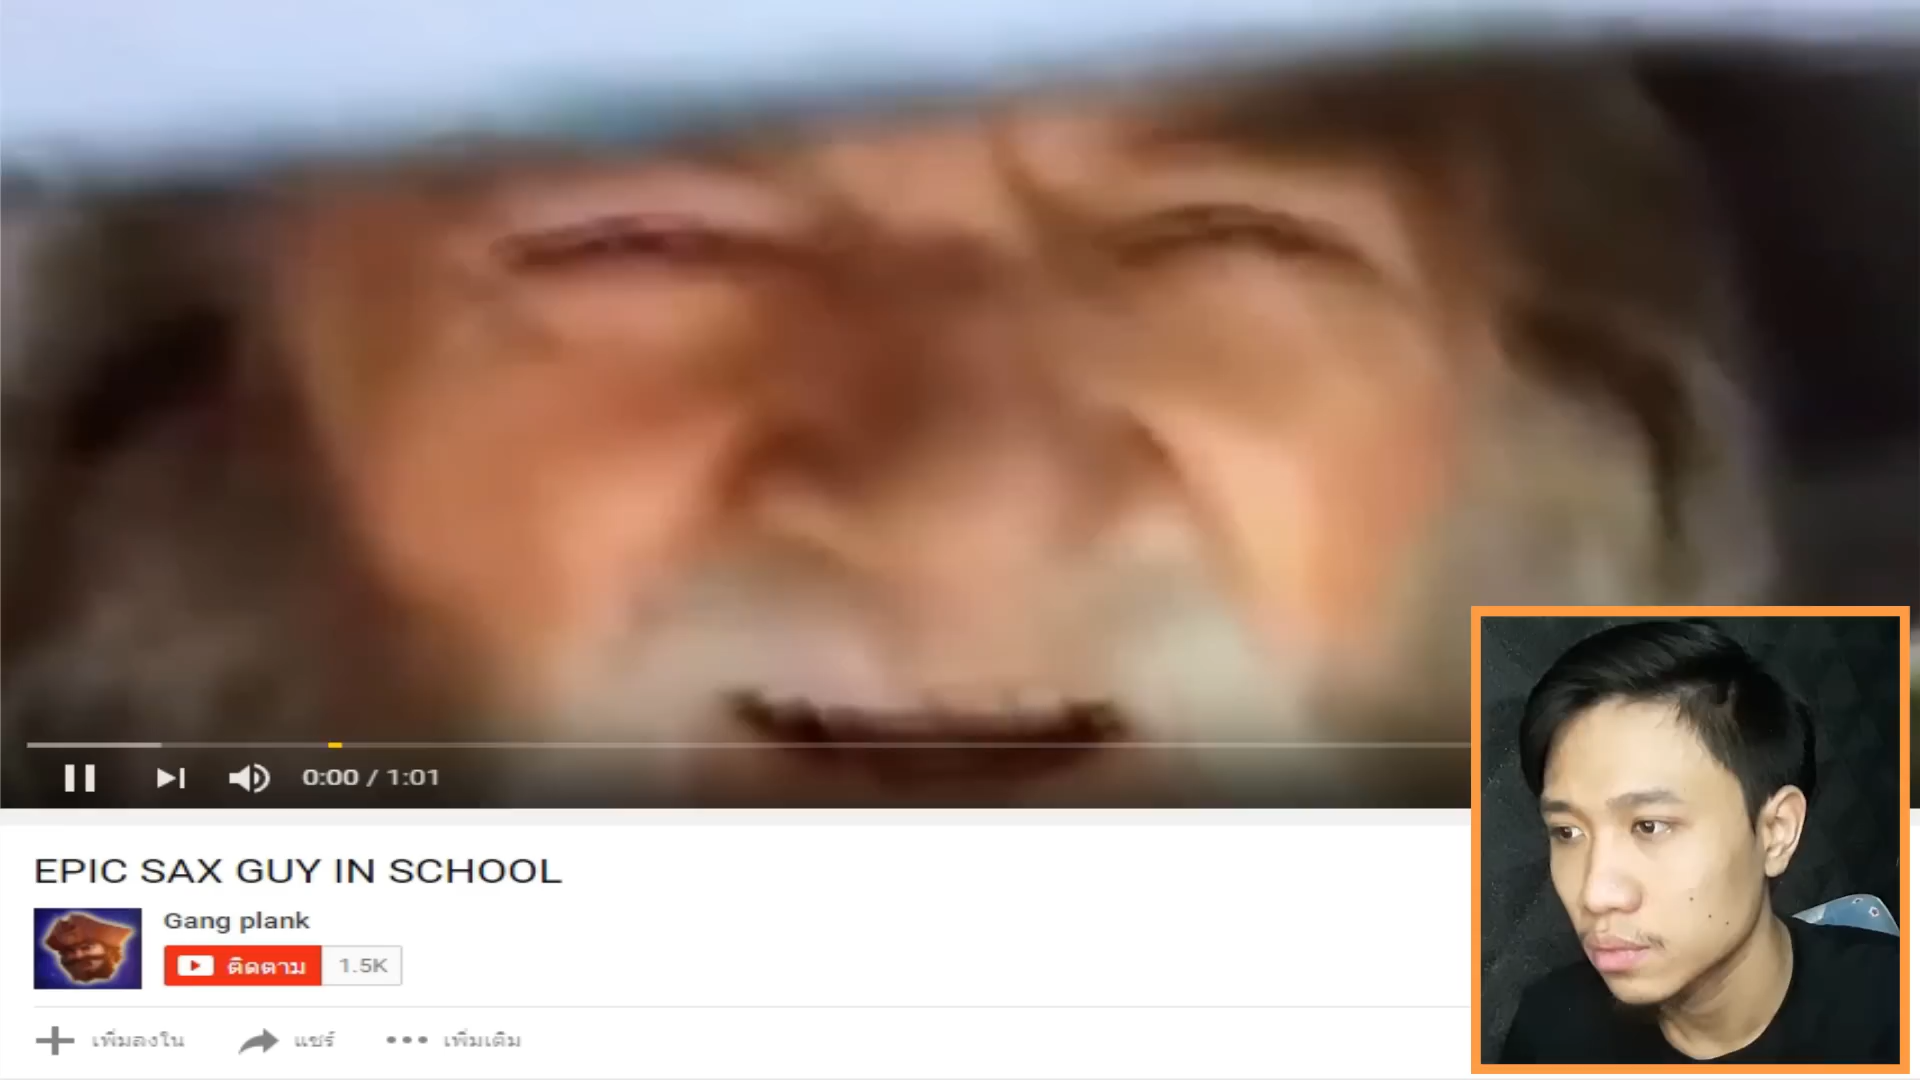 0:00 / 1:01
EPIC SAX GUY IN SCHOOL
Gang plank
ติดตาม 1.5K
เพิ่มลงใน แชร์ เพิ่มเติม